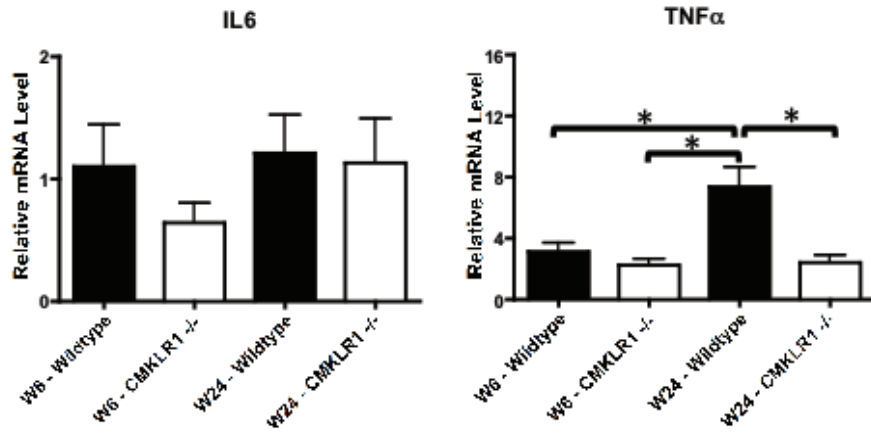 IL6
Relative mRNA Level
2
1
0
W6 - Wildtype
W6 - CMKLR1 -/-
W24 - Wildtype
W24 - CMKLR1 -/-
TNFα
Relative mRNA Level
16
12
8
4
0
*
*
*
W6 - Wildtype
W6 - CMKLR1 -/-
W24 - Wildtype
W24 - CMKLR1 -/-